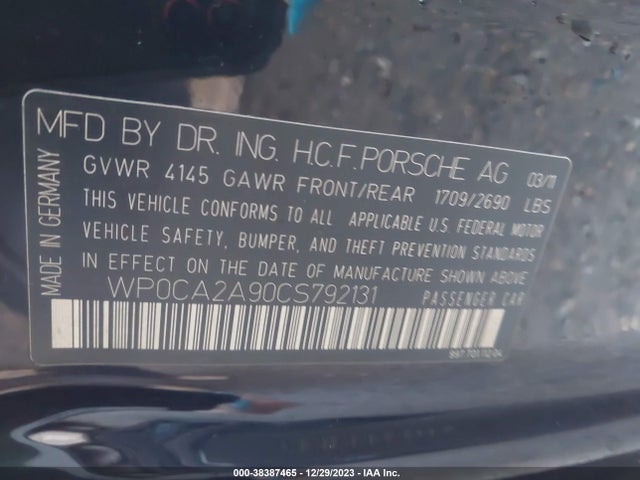 MFD BY DR. ING. H.C.F.PORSCHE AG 03/11
GVWR 4145 GAWR FRONT/REAR 1709/2690 LBS
THIS VEHICLE CONFORMS TO ALL APPLICABLE U.S. FEDERAL MOTOR
VEHICLE SAFETY, BUMPER, AND THEFT PREVENTION STANDARDS
IN EFFECT ON THE DATE OF MANUFACTURE SHOWN ABOVE.
WP0CA2A90CS792131 PASSENGER CAR
MADE IN GERMANY
000-38387465 - 12/29/2023 - IAA Inc.